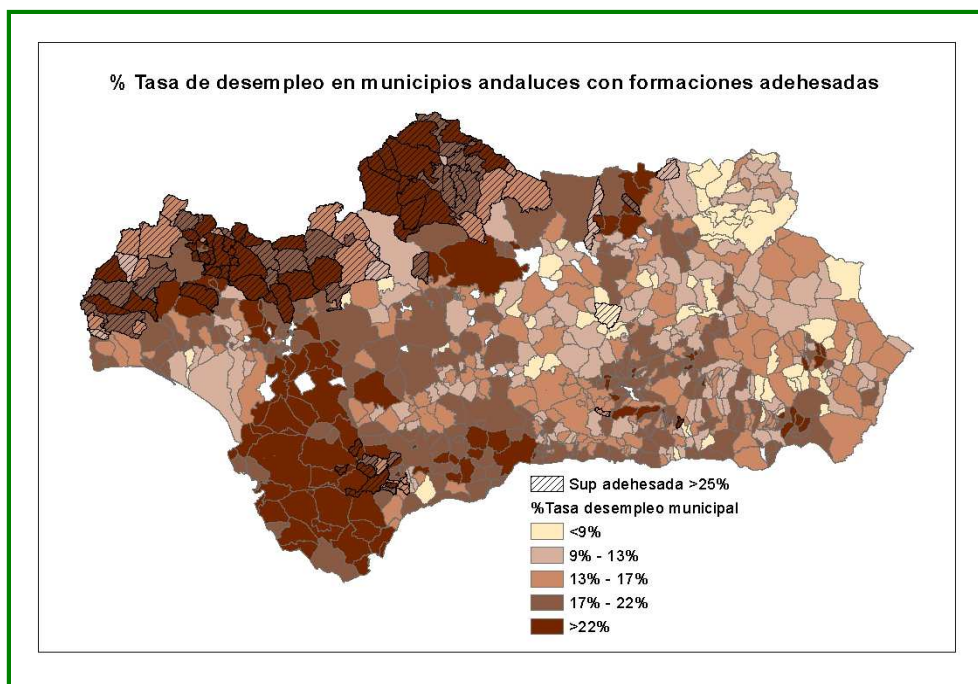 % Tasa de desempleo en municipios andaluces con formaciones adehesadas
Sup adehesada >25%
%Tasa desempleo municipal
<9%
9% - 13%
13% - 17%
17% - 22%
>22%